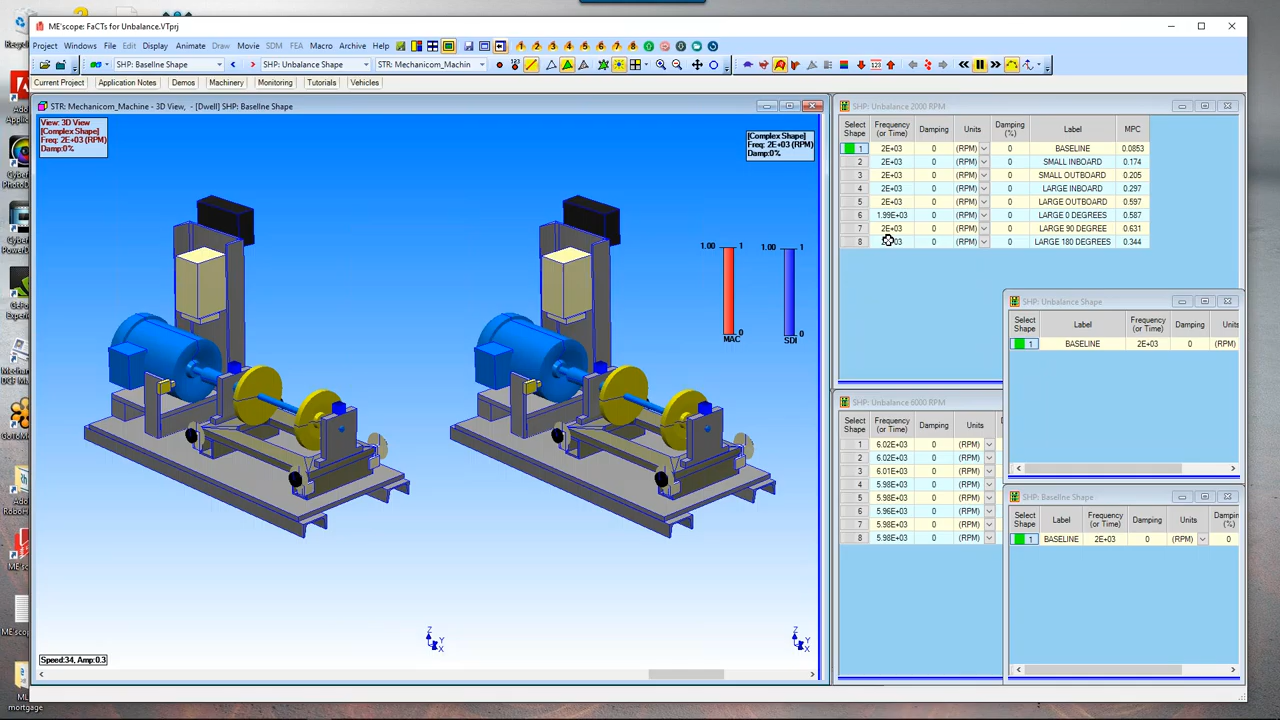 ME'scope: FaCTs for Unbalance.VTprj
Project Windows File Edit Display Animate Draw Movie SDM FEA Macro Archive Help
SHP: Baseline Shape SHP: Unbalance Shape STR: Mechanicom_Machin
Current Project Application Notes Demos Machinery Monitoring Tutorials Vehicles
STR: Mechanicom_Machine - 3D View, - [Dwell] SHP: Baseline Shape
View: 3D View
[Complex Shape]
Freq: 2E+03 (RPM)
Damp:0%
[Complex Shape]
Freq: 2E+03 (RPM)
Damp:0%
1.00 1 1.00 1
0 0
MAC SDI
Z Y X
Z Y X
Speed:34, Amp:0.3
SHP: Unbalance 2000 RPM
Select Shape Frequency (or Time) Damping Units Damping (%) Label MPC
1 2E+03 0 (RPM) 0 BASELINE 0.0853
2 2E+03 0 (RPM) 0 SMALL INBOARD 0.174
3 2E+03 0 (RPM) 0 SMALL OUTBOARD 0.205
4 2E+03 0 (RPM) 0 LARGE INBOARD 0.297
5 2E+03 0 (RPM) 0 LARGE OUTBOARD 0.597
6 1.99E+03 0 (RPM) 0 LARGE 0 DEGREES 0.587
7 2E+03 0 (RPM) 0 LARGE 90 DEGREE 0.631
8 0 (RPM) 0 LARGE 180 DEGREES 0.344
SHP: Unbalance Shape
Select Shape Label Frequency (or Time) Damping Units
1 BASELINE 2E+03 0 (RPM)
SHP: Unbalance 6000 RPM
Select Shape Frequency (or Time) Damping Units
1 6.02E+03 0 (RPM)
2 6.02E+03 0 (RPM)
3 6.01E+03 0 (RPM)
4 5.98E+03 0 (RPM)
5 5.98E+03 0 (RPM)
6 5.96E+03 0 (RPM)
7 5.98E+03 0 (RPM)
8 5.98E+03 0 (RPM)
SHP: Baseline Shape
Select Shape Label Frequency (or Time) Damping Units Damping (%)
1 BASELINE 2E+03 0 (RPM) 0
mortgage